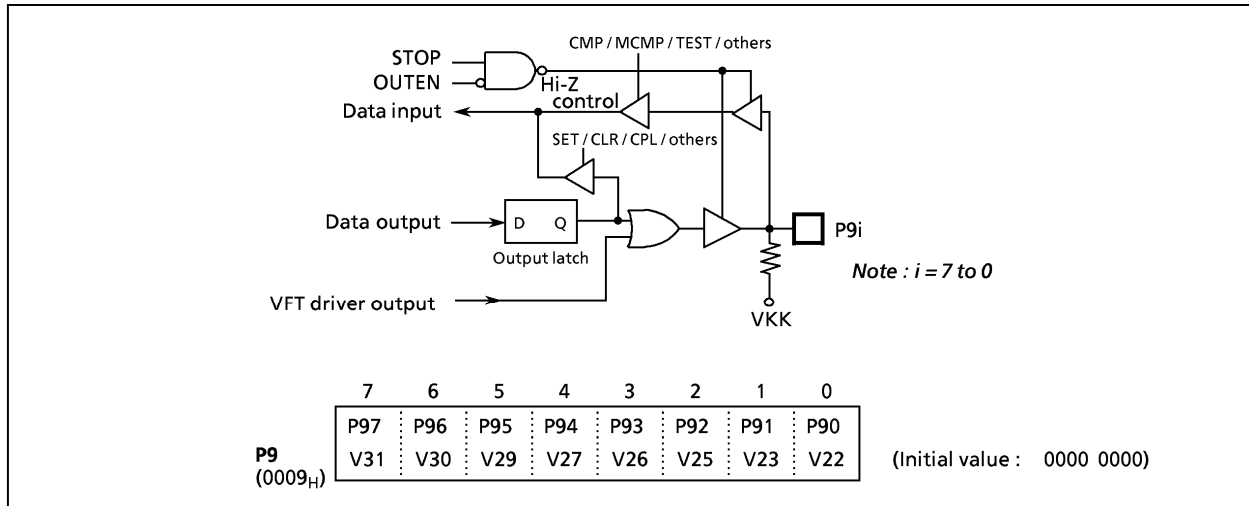 CMP / MCMP / TEST / others
STOP
OUTEN
Hi-Z
control
Data input
SET / CLR / CPL / others
Data output
D Q
Output latch
P9i
Note : i = 7 to 0
VFT driver output
VKK
7 6 5 4 3 2 1 0
P97 P96 P95 P94 P93 P92 P91 P90
P9
V31 V30 V29 V27 V26 V25 V23 V22
(Initial value : 0000 0000)
(0009H)